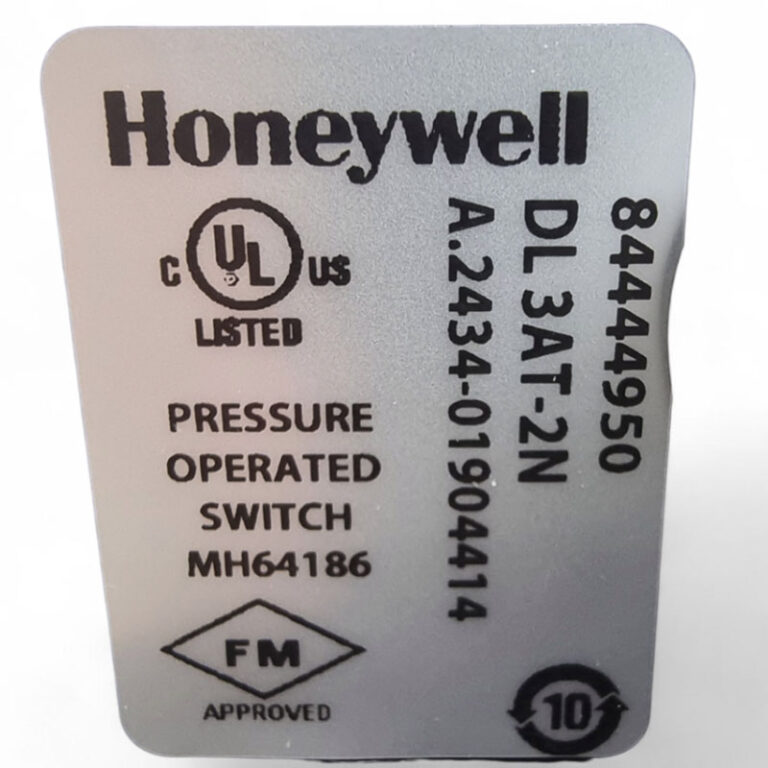 Honeywell
C UL US
LISTED
PRESSURE
OPERATED
SWITCH
MH64186
FM
APPROVED
84444950
DL 3AT-2N
A.2434-01904414
10